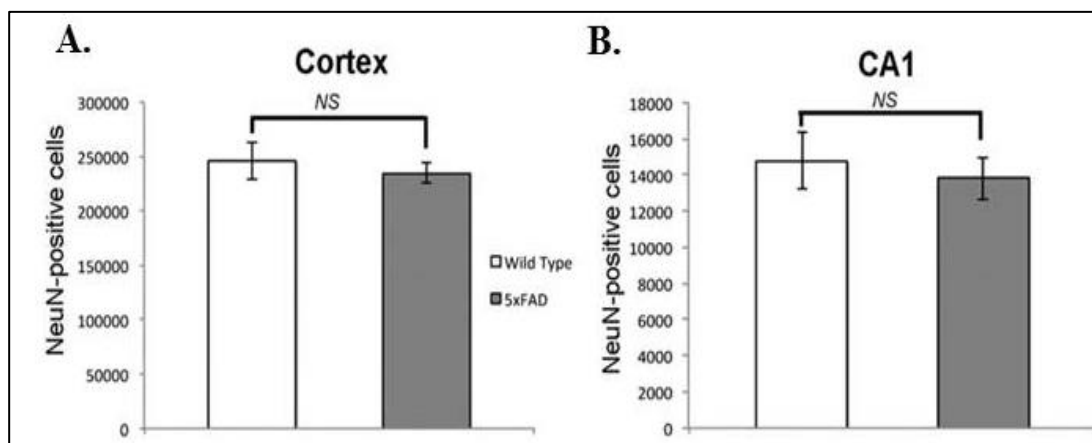 A.
Cortex
NS
NeuN-positive cells
300000
250000
200000
150000
100000
50000
0
Wild Type
5xFAD
B.
CA1
NS
NeuN-positive cells
18000
16000
14000
12000
10000
8000
6000
4000
2000
0